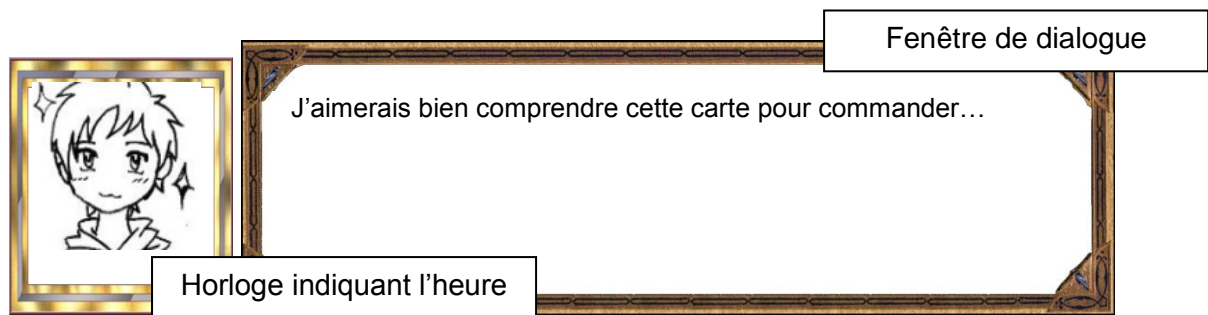 Fenêtre de dialogue
J’aimerais bien comprendre cette carte pour commander…
Horloge indiquant l’heure